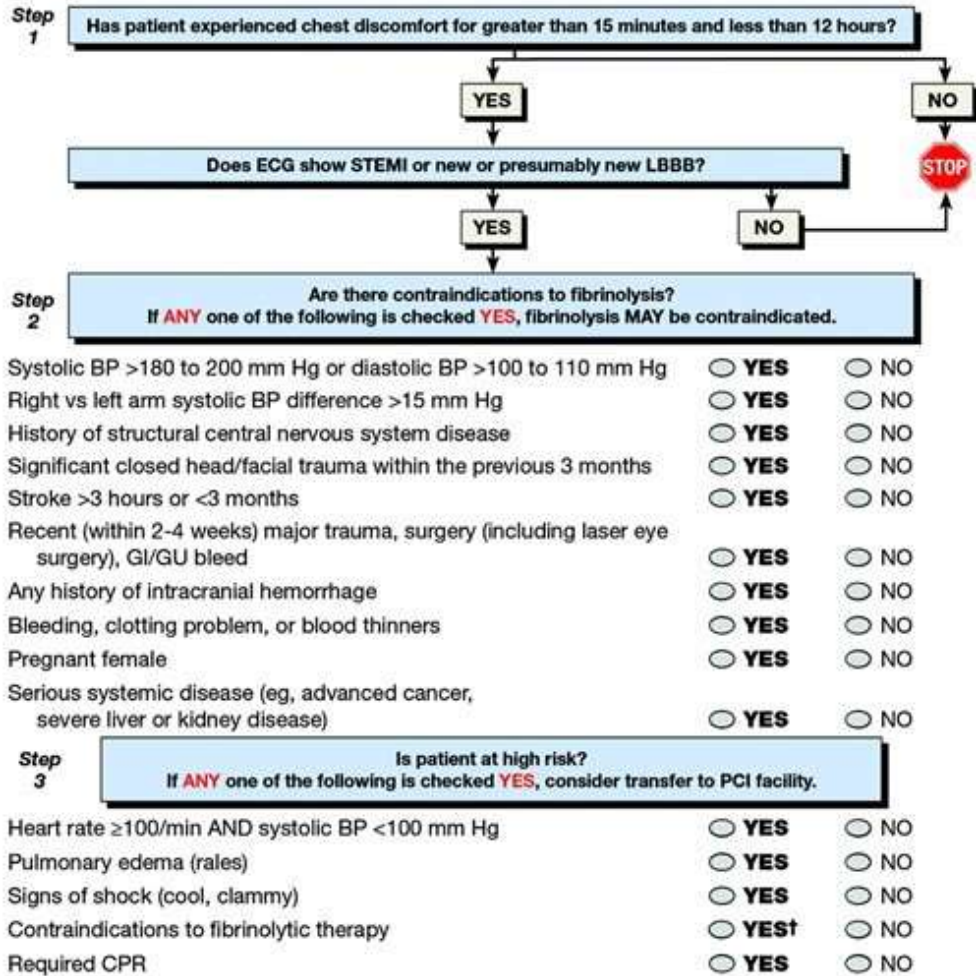 Step
1
Has patient experienced chest discomfort for greater than 15 minutes and less than 12 hours?
YES
NO
STOP
Does ECG show STEMI or new or presumably new LBBB?
YES
NO
Step
2
Are there contraindications to fibrinolysis?
If ANY one of the following is checked YES, fibrinolysis MAY be contraindicated.
Systolic BP >180 to 200 mm Hg or diastolic BP >100 to 110 mm Hg YES NO
Right vs left arm systolic BP difference >15 mm Hg YES NO
History of structural central nervous system disease YES NO
Significant closed head/facial trauma within the previous 3 months YES NO
Stroke >3 hours or <3 months YES NO
Recent (within 2-4 weeks) major trauma, surgery (including laser eye
surgery), GI/GU bleed YES NO
Any history of intracranial hemorrhage YES NO
Bleeding, clotting problem, or blood thinners YES NO
Pregnant female YES NO
Serious systemic disease (eg, advanced cancer,
severe liver or kidney disease) YES NO
Step
3
Is patient at high risk?
If ANY one of the following is checked YES, consider transfer to PCI facility.
Heart rate ≥100/min AND systolic BP <100 mm Hg YES NO
Pulmonary edema (rales) YES NO
Signs of shock (cool, clammy) YES NO
Contraindications to fibrinolytic therapy YES† NO
Required CPR YES NO